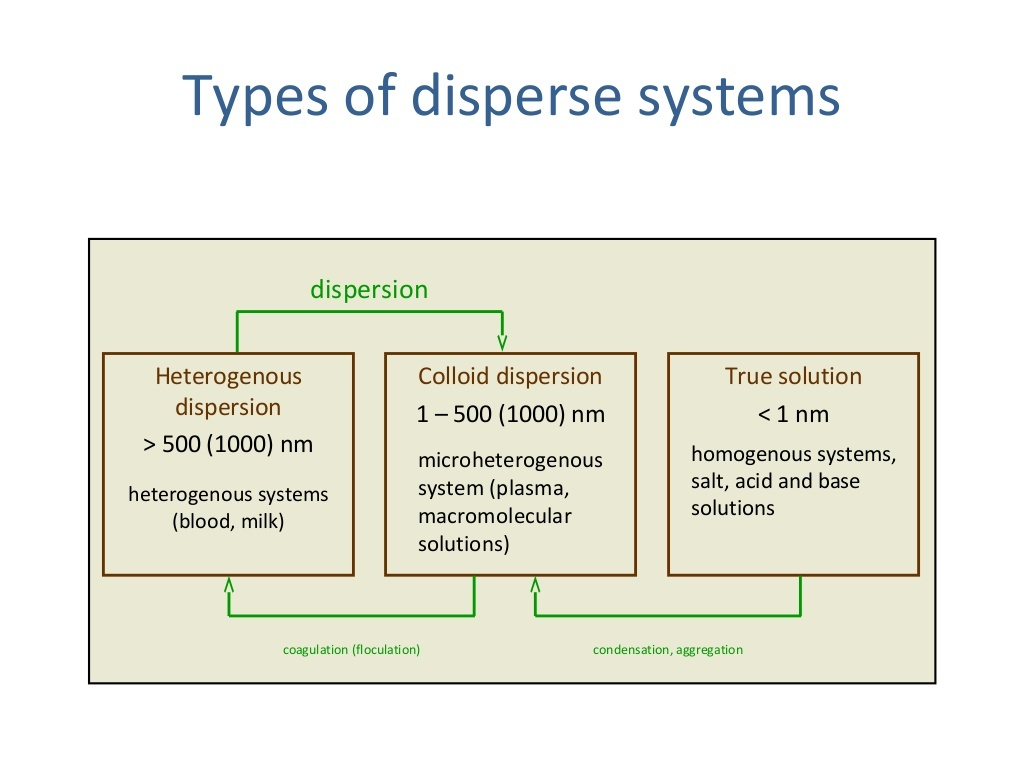 Types of disperse systems
dispersion
Heterogenous
dispersion
> 500 (1000) nm
heterogenous systems
(blood, milk)
Colloid dispersion
1 – 500 (1000) nm
microheterogenous
system (plasma,
macromolecular
solutions)
True solution
< 1 nm
homogenous systems,
salt, acid and base
solutions
coagulation (floculation)
condensation, aggregation